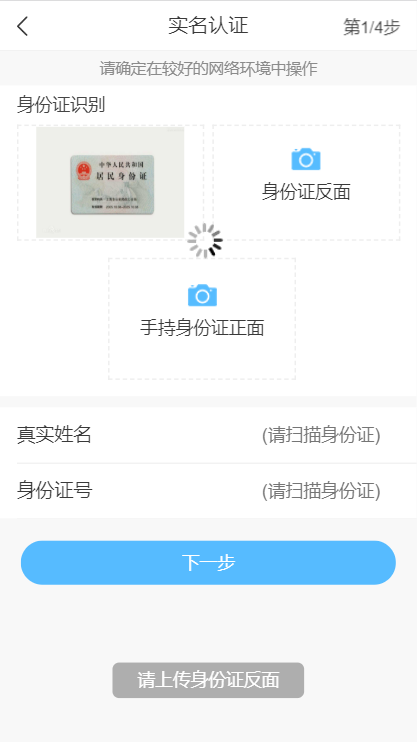 实名认证
第1/4步
请确定在较好的网络环境中操作
身份证识别
中华人民共和国
居民身份证
身份证反面
手持身份证正面
真实姓名
(请扫描身份证)
身份证号
(请扫描身份证)
下一步
请上传身份证反面